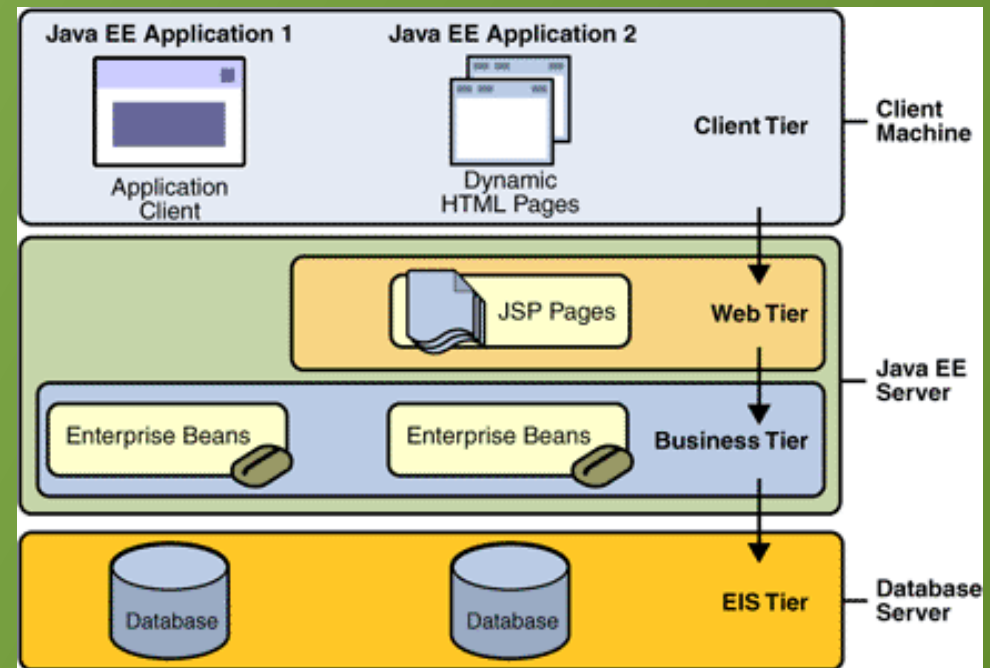 Java EE Application 1
Java EE Application 2
Application
Client
Dynamic
HTML Pages
Client Tier
Client
Machine
JSP Pages
Web Tier
Java EE
Server
Enterprise Beans
Enterprise Beans
Business Tier
Database
Database
EIS Tier
Database
Server